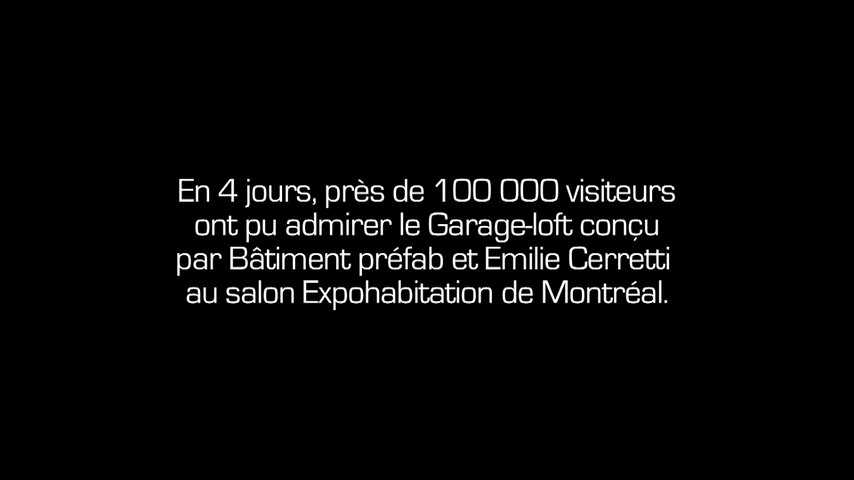 En 4 jours, près de 100 000 visiteurs
ont pu admirer le Garage-loft conçu
par Bâtiment préfab et Emilie Cerretti
au salon Expohabitation de Montréal.